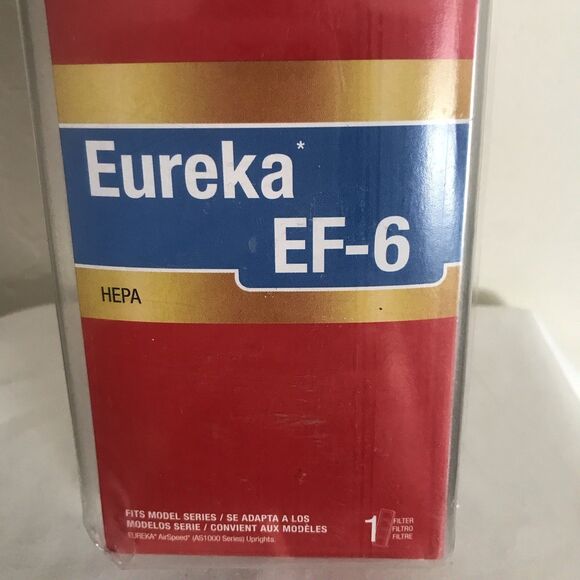 Eureka*
EF-6
HEPA
FITS MODEL SERIES / SE ADAPTA A LOS
MODELOS SERIE / CONVIENT AUX MODÈLES
EUREKA* AirSpeed* (AS1000 Series) Uprights.
1 FILTER
FILTRO
FILTRE